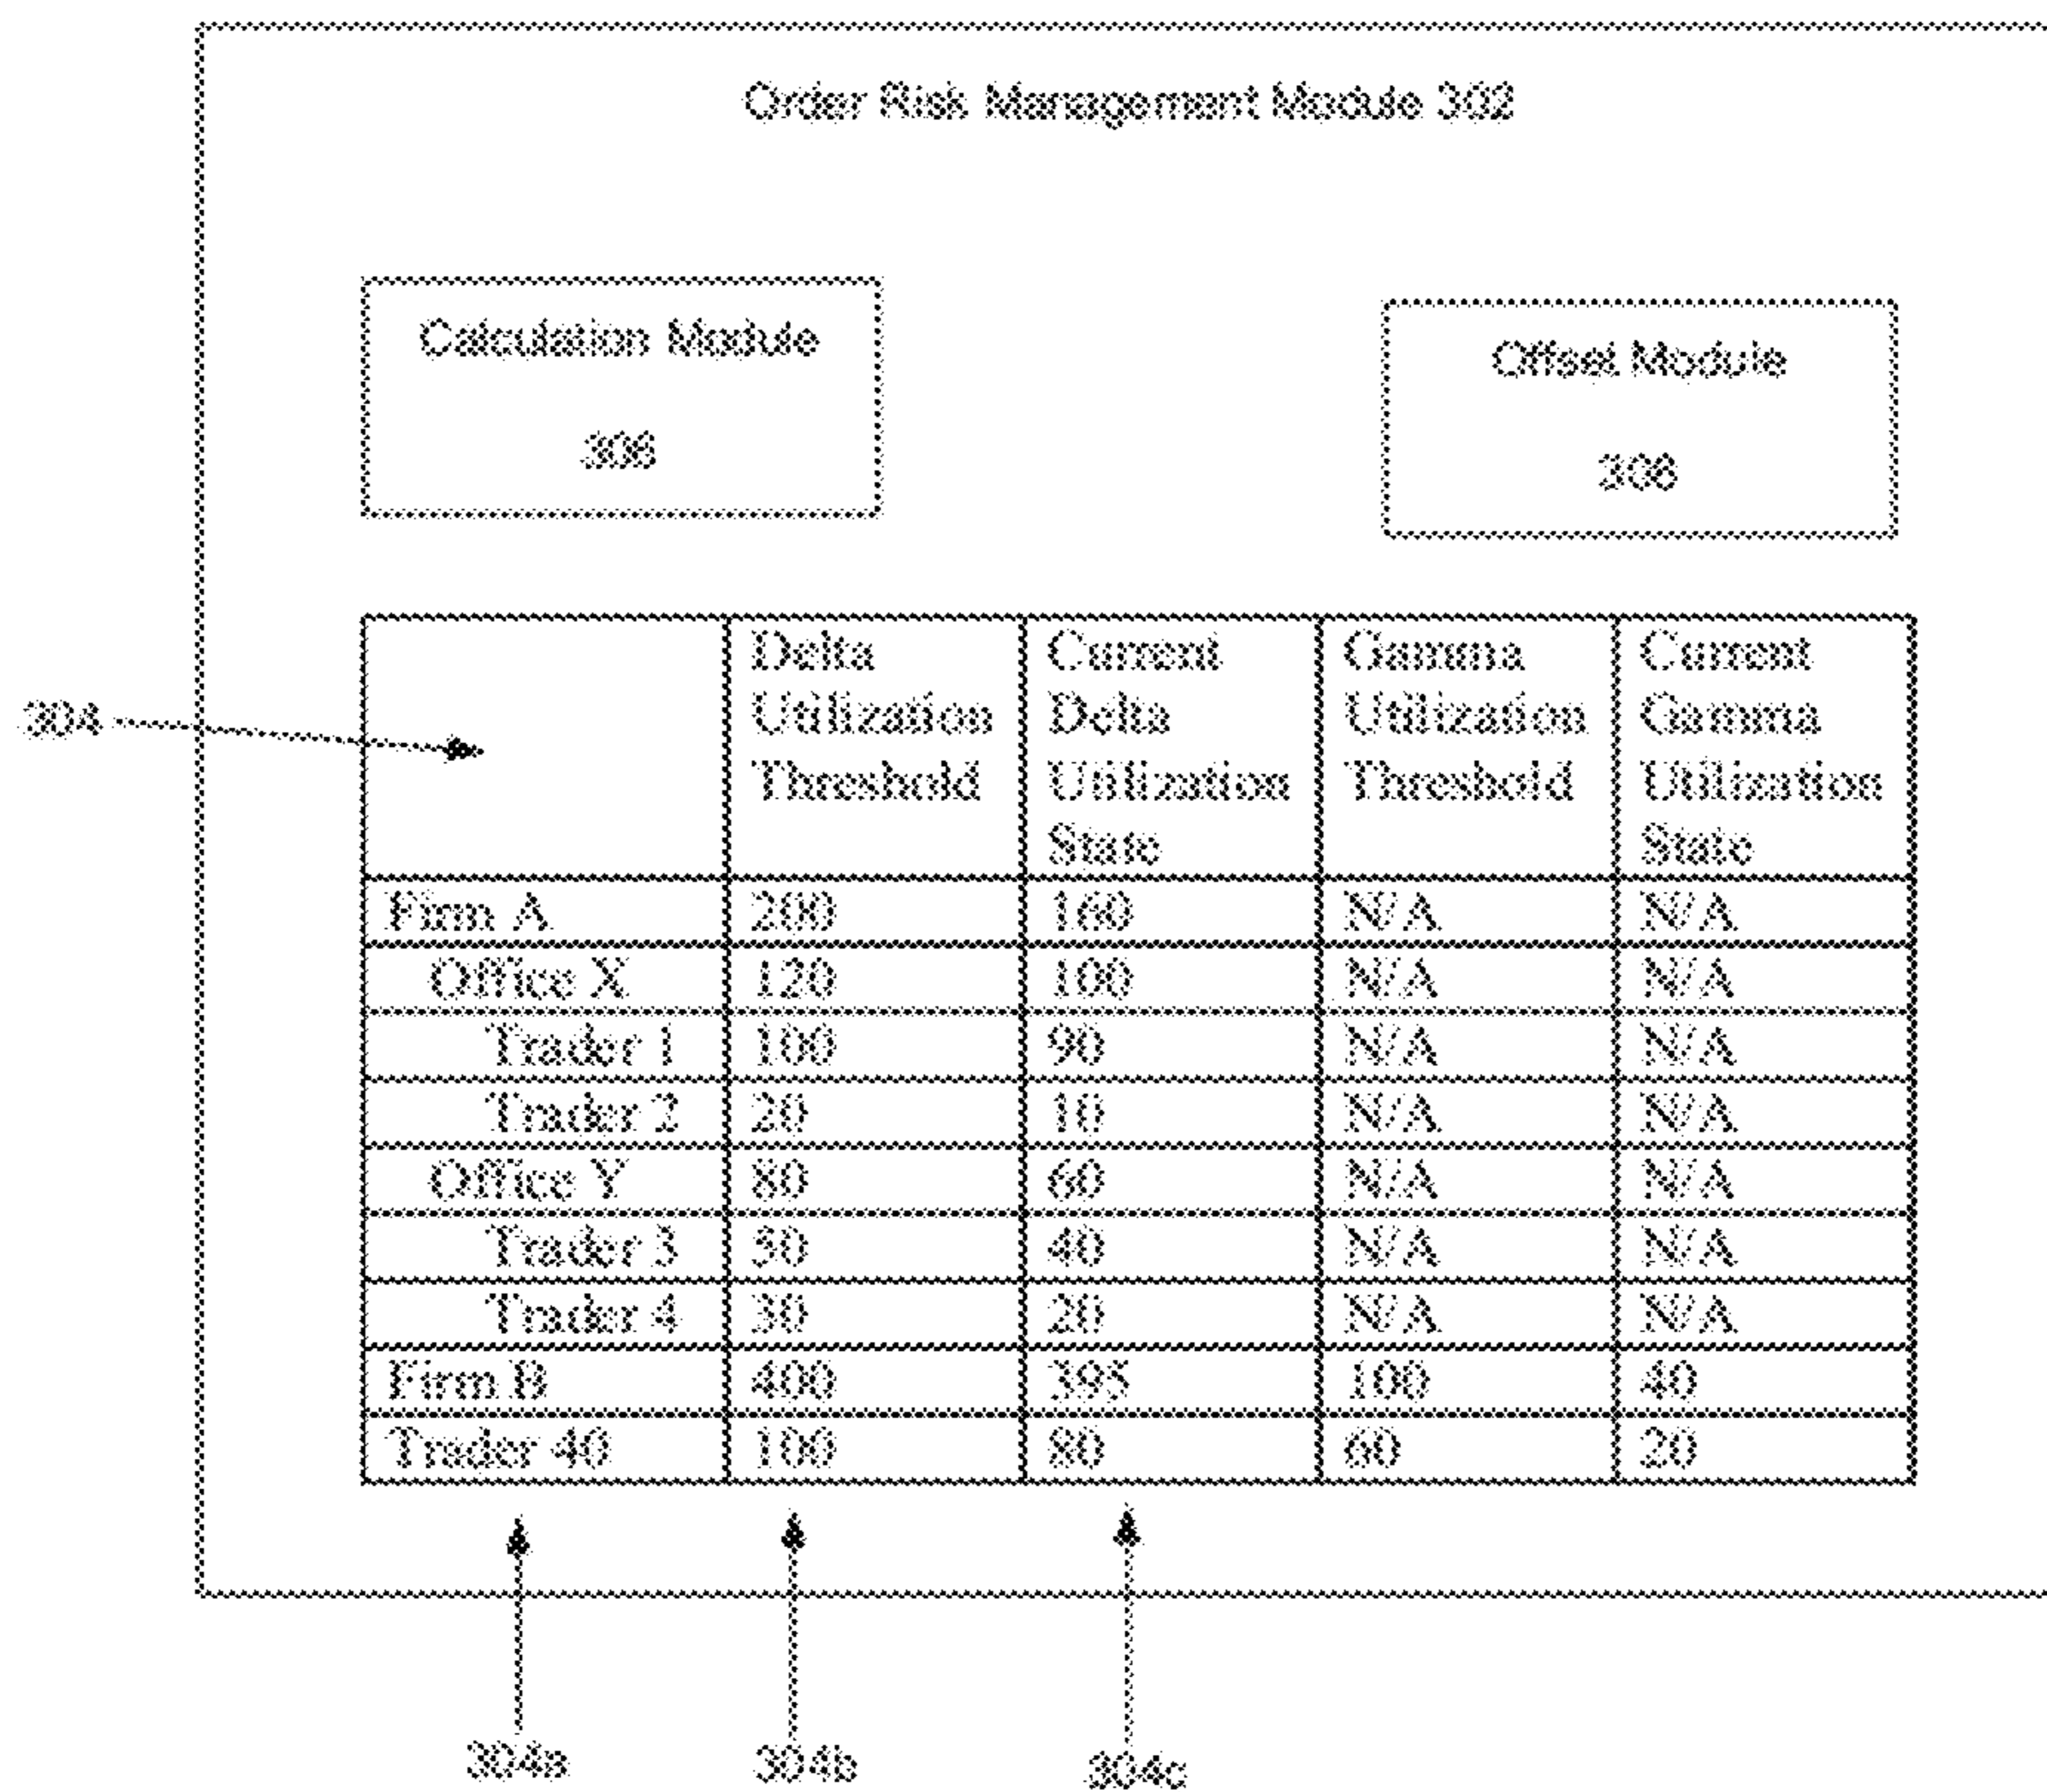 Order Risk Management Module 302
Calculation Module
306
Offset Module
308
304
Delta Utilization Threshold
Current Delta Utilization State
Gamma Utilization Threshold
Current Gamma Utilization State
Firm A 200 160 N/A N/A
Office X 120 100 N/A N/A
Trader 1 100 90 N/A N/A
Trader 2 20 10 N/A N/A
Office Y 80 60 N/A N/A
Trader 3 50 40 N/A N/A
Trader 4 30 20 N/A N/A
Firm B 400 395 100 40
Trader 40 100 80 60 20
304a 304b 304c